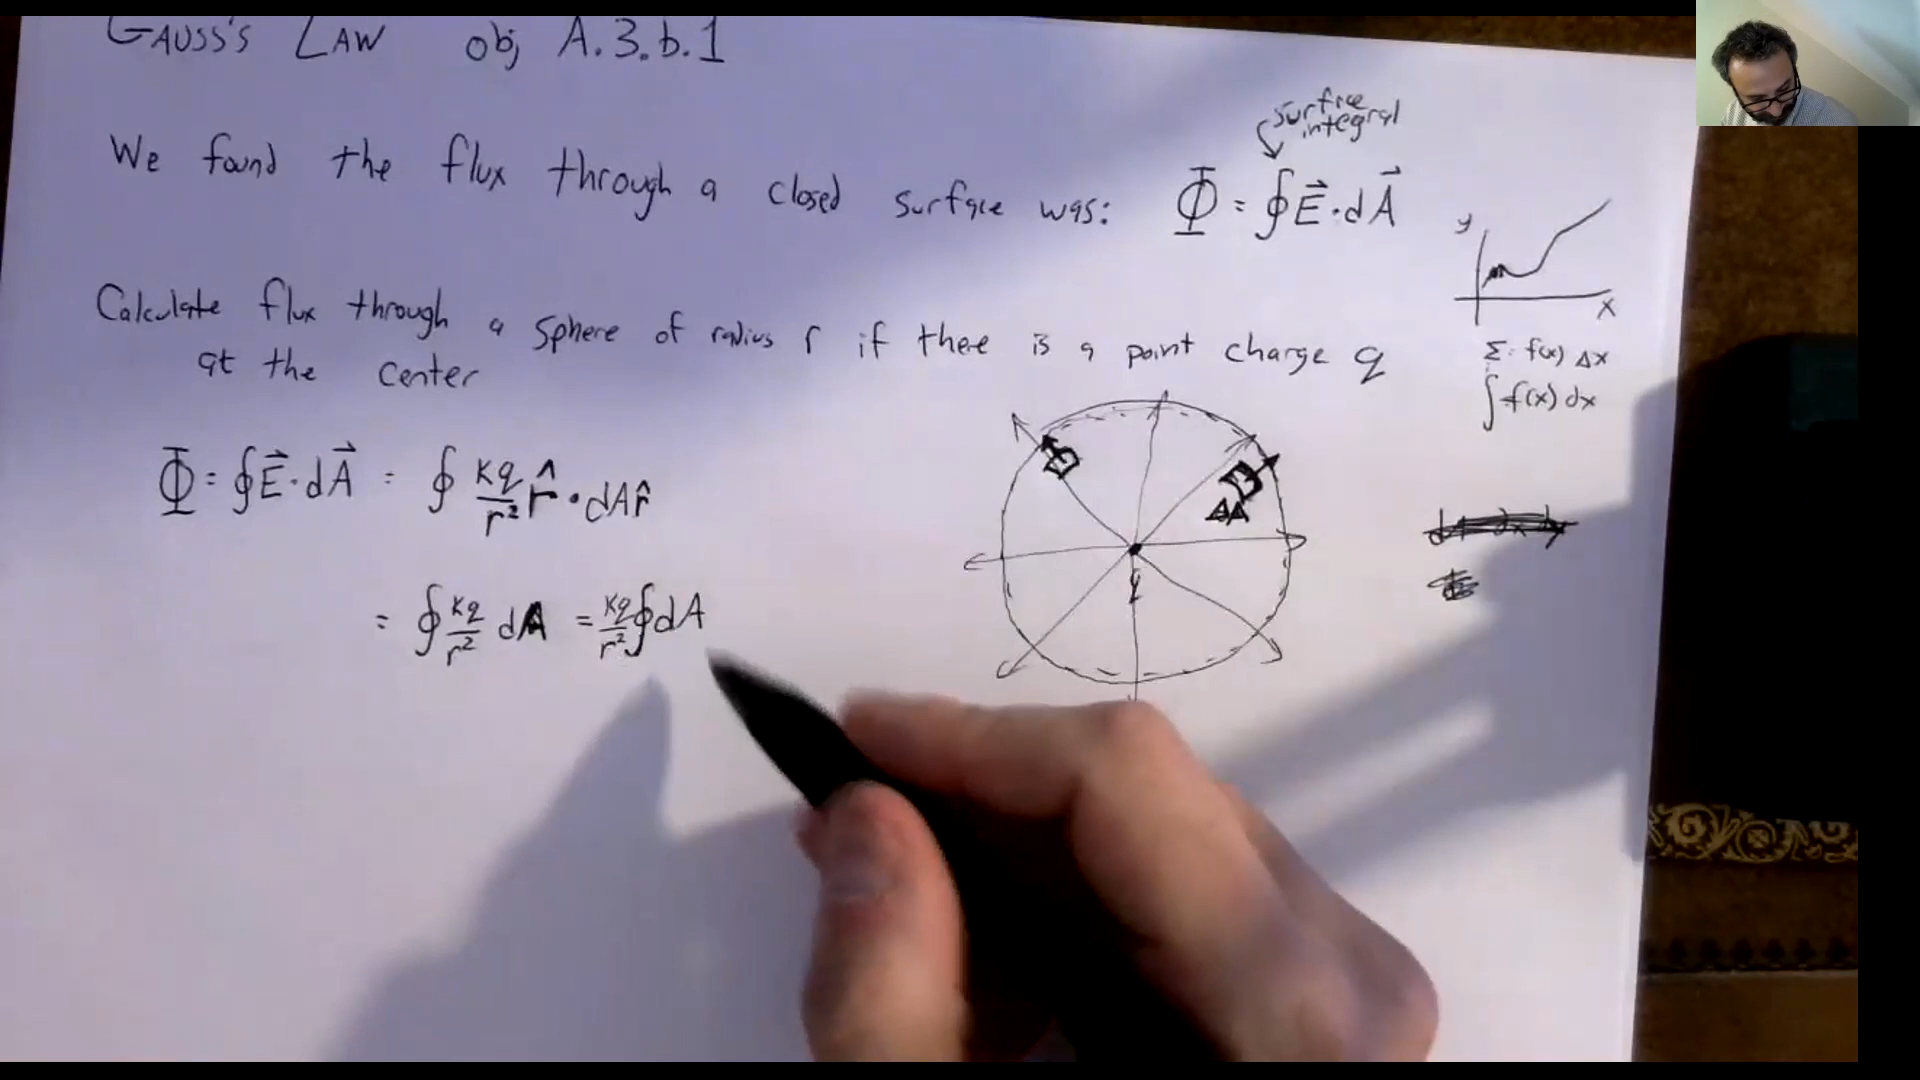 GAUSS'S LAW obj A.3.b.1
surface integral
We found the flux through a closed surface was: Φ = ∮E⃗·dA⃗
y
x
Calculate flux through a sphere of radius r if there is a point charge q
at the center
Σ f(x) Δx
∫f(x) dx
Φ = ∮E⃗·dA⃗ = ∮ kq/r² r̂ · dA r̂
ΔA
q
= ∮ kq/r² dA = kq/r² ∮dA